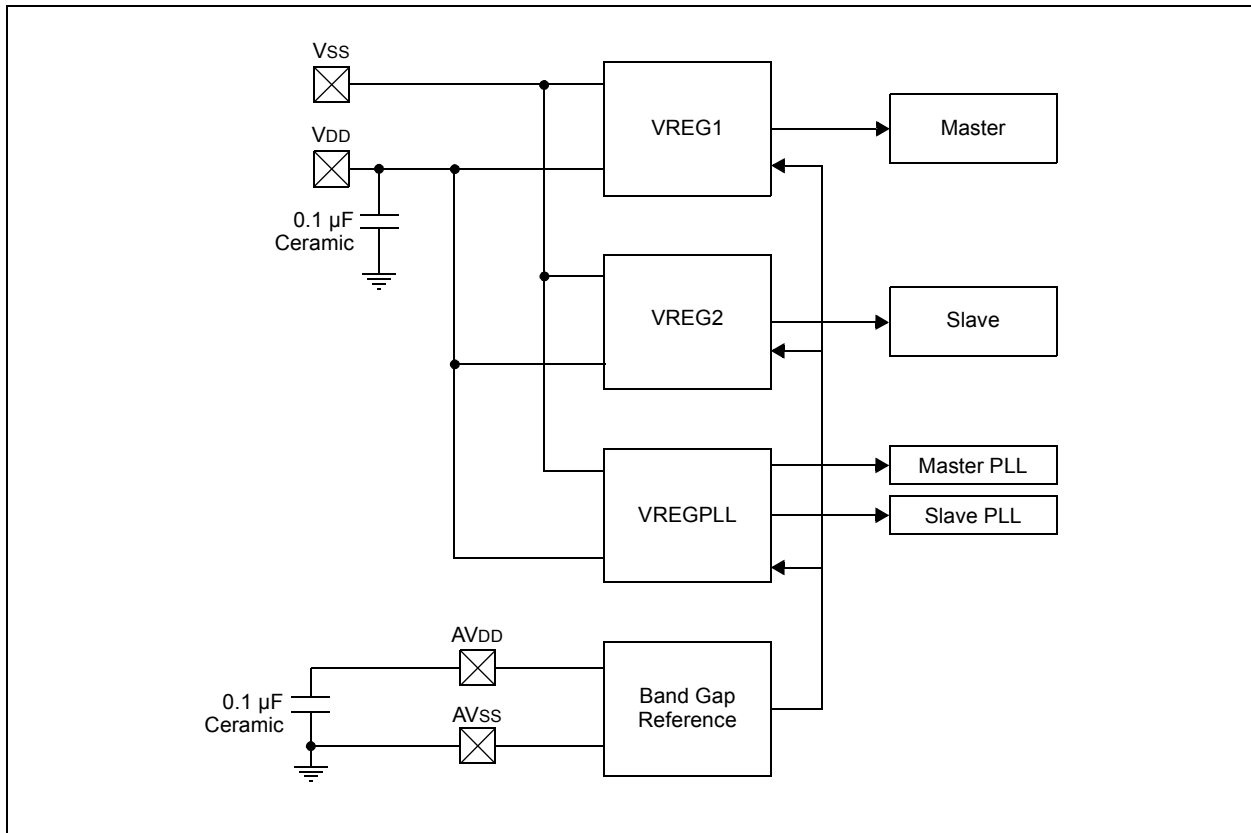 VSS
VDD
0.1 µF
Ceramic
VREG1
Master
VREG2
Slave
VREGPLL
Master PLL
Slave PLL
AVDD
AVSS
0.1 µF
Ceramic
Band Gap
Reference